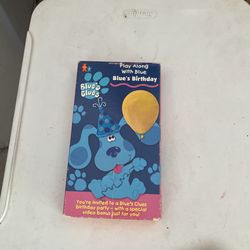 Play Along
With Blue
Blue's Birthday
Blue's
Clues
You're invited to a Blue's Clues
birthday party - with a special
video bonus just for you!